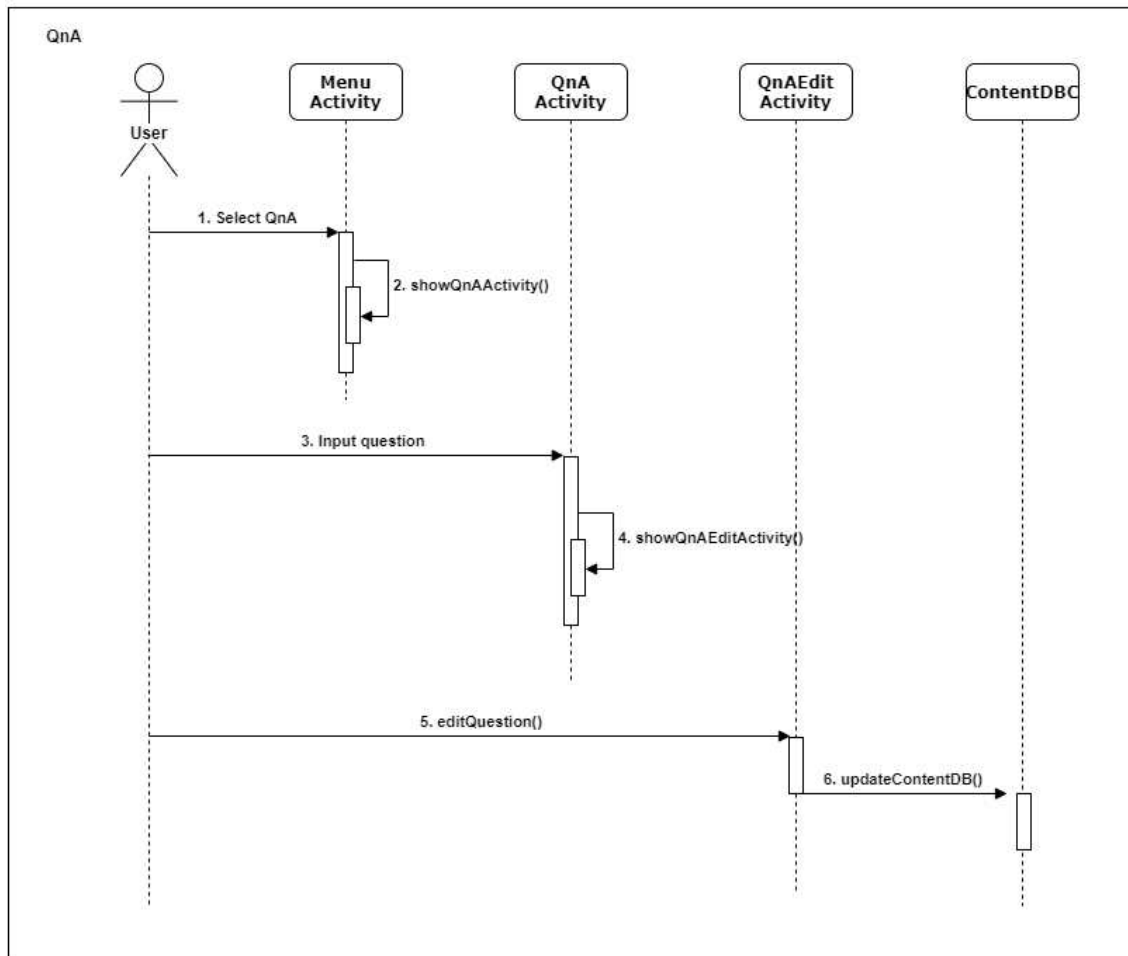 QnA
User
Menu
Activity
QnA
Activity
QnAEdit
Activity
ContentDBC
1. Select QnA
2. showQnAActivity()
3. Input question
4. showQnAEditActivity()
5. editQuestion()
6. updateContentDB()